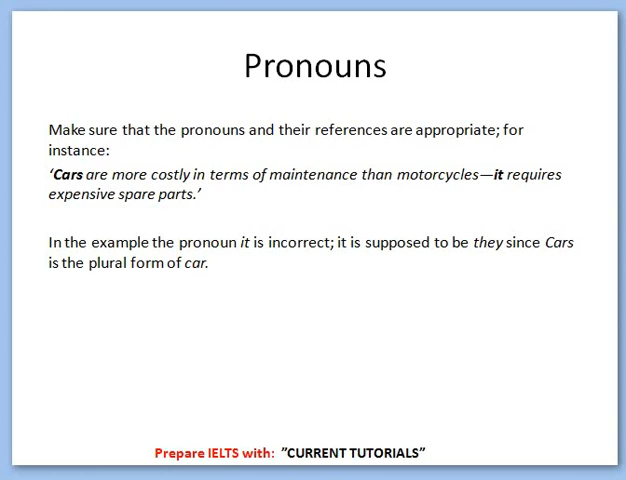 Pronouns
Make sure that the pronouns and their references are appropriate; for
instance:
‘Cars are more costly in terms of maintenance than motorcycles—it requires
expensive spare parts.’
In the example the pronoun it is incorrect; it is supposed to be they since Cars
is the plural form of car.
Prepare IELTS with: ”CURRENT TUTORIALS”